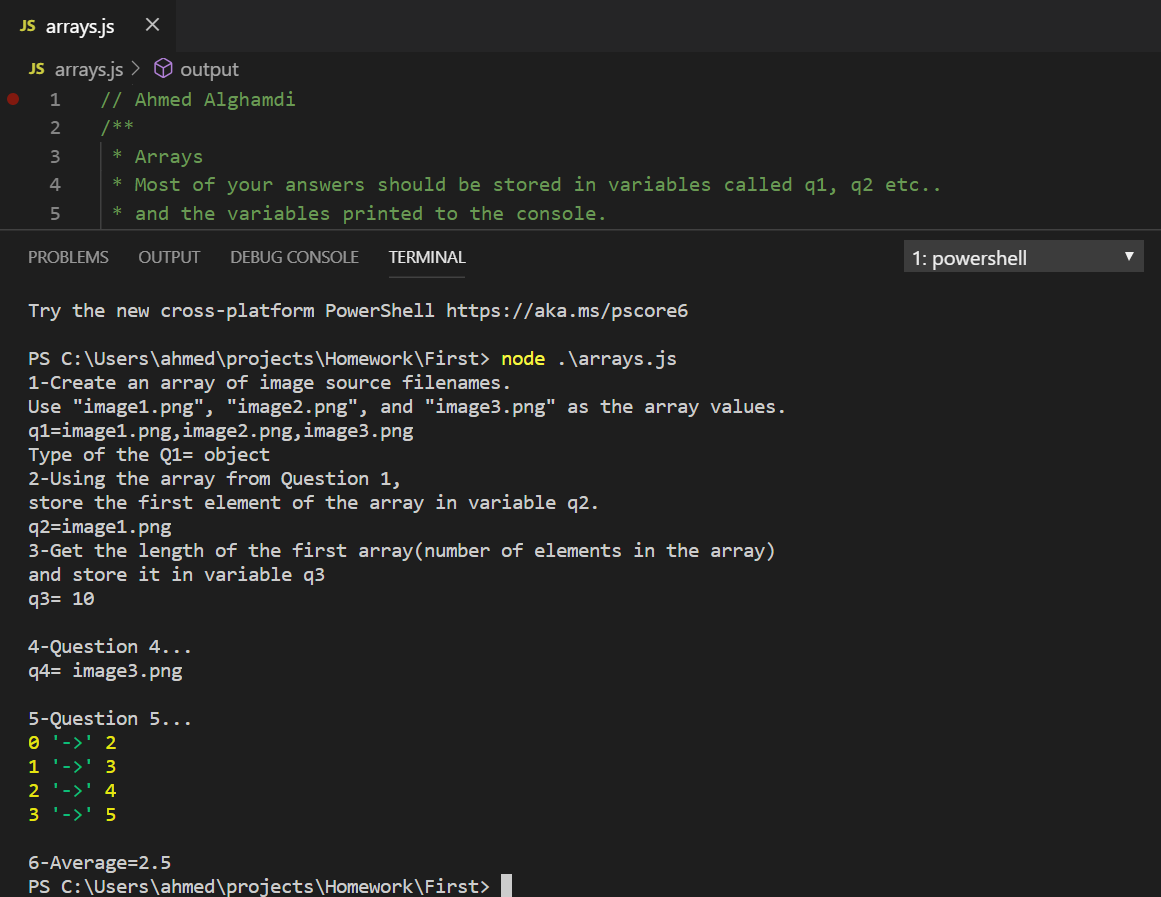 JS arrays.js ×
JS arrays.js > output
1 // Ahmed Alghamdi
2 /**
3 * Arrays
4 * Most of your answers should be stored in variables called q1, q2 etc..
5 * and the variables printed to the console.
PROBLEMS OUTPUT DEBUG CONSOLE TERMINAL 1: powershell
Try the new cross-platform PowerShell https://aka.ms/pscore6
PS C:\Users\ahmed\projects\Homework\First> node .\arrays.js
1-Create an array of image source filenames.
Use "image1.png", "image2.png", and "image3.png" as the array values.
q1=image1.png,image2.png,image3.png
Type of the Q1= object
2-Using the array from Question 1,
store the first element of the array in variable q2.
q2=image1.png
3-Get the length of the first array(number of elements in the array)
and store it in variable q3
q3= 10
4-Question 4...
q4= image3.png
5-Question 5...
0 '->' 2
1 '->' 3
2 '->' 4
3 '->' 5
6-Average=2.5
PS C:\Users\ahmed\projects\Homework\First>